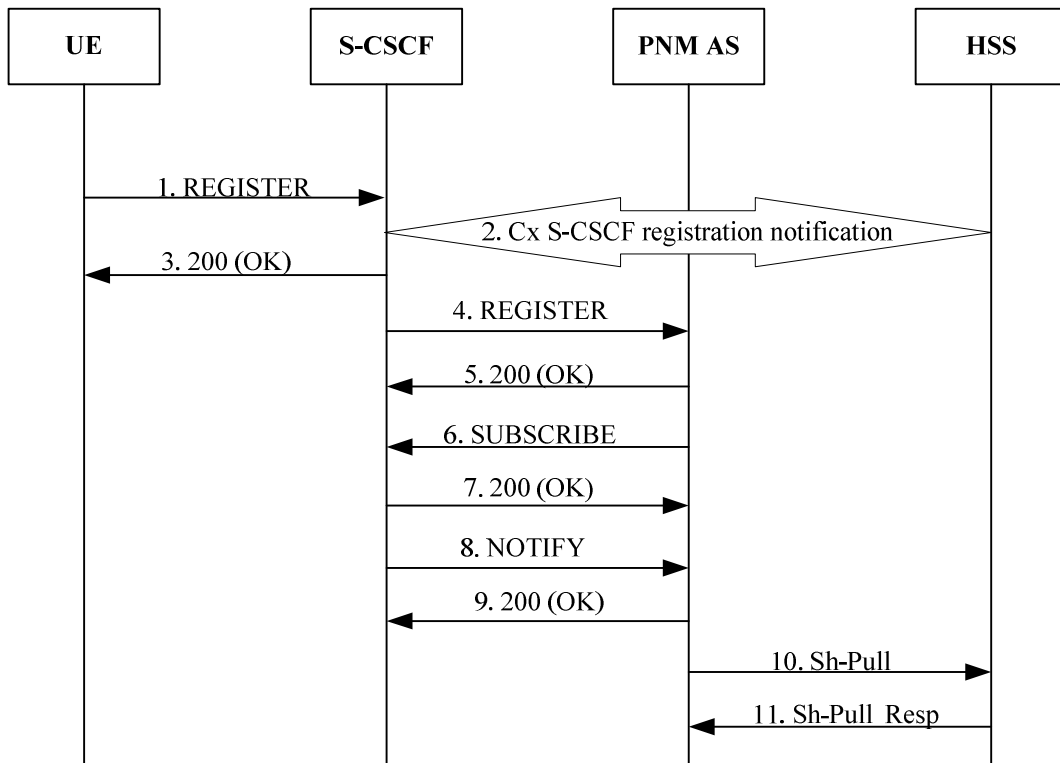 UE
S-CSCF
PNM AS
HSS
1. REGISTER
2. Cx S-CSCF registration notification
3. 200 (OK)
4. REGISTER
5. 200 (OK)
6. SUBSCRIBE
7. 200 (OK)
8. NOTIFY
9. 200 (OK)
10. Sh-Pull
11. Sh-Pull Resp